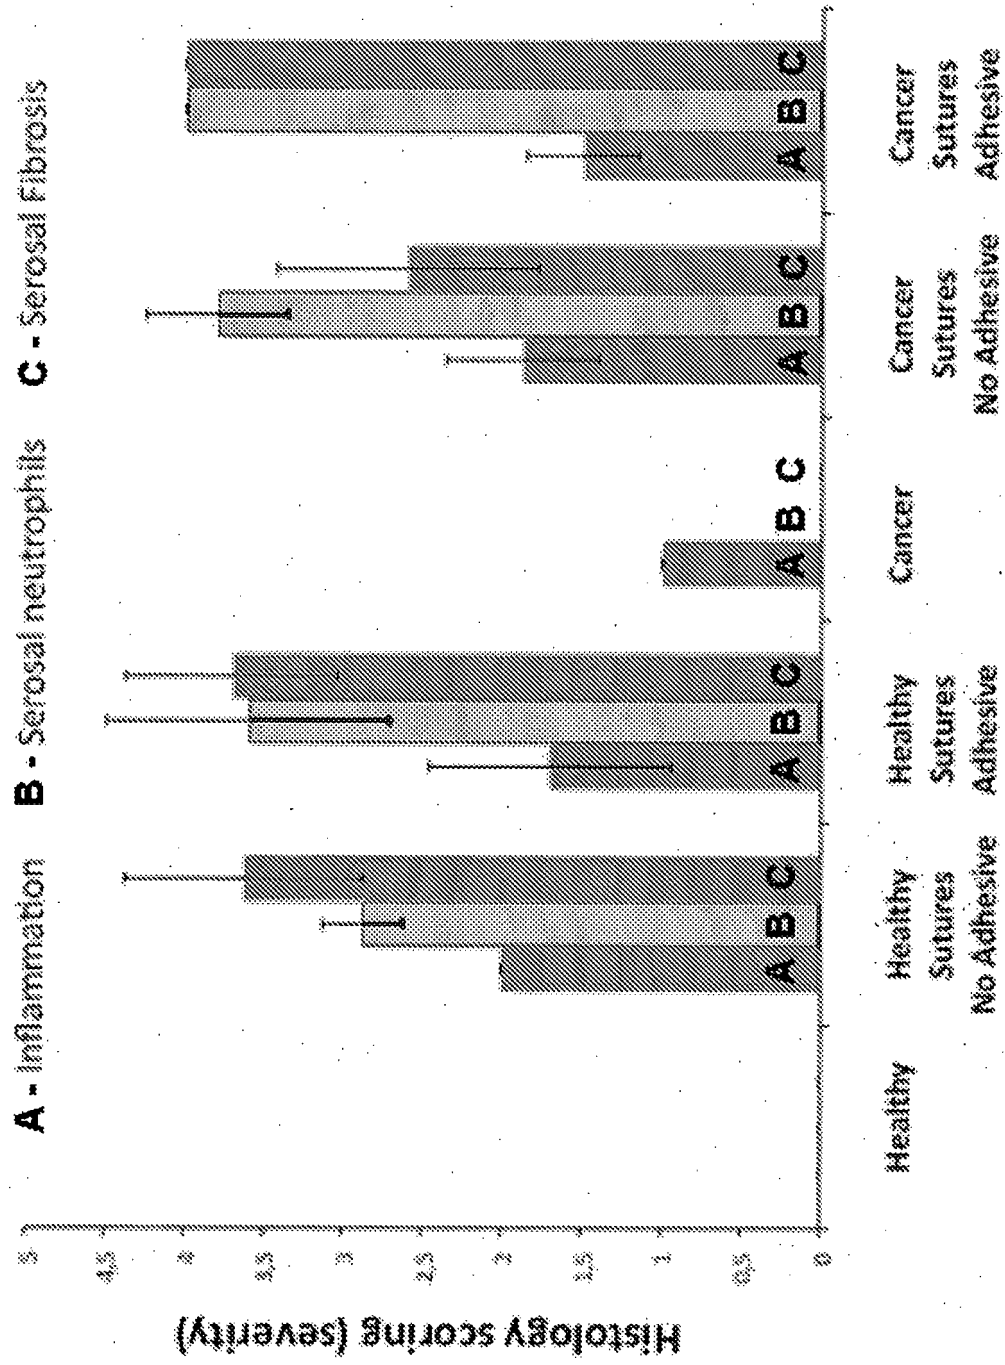 A - Inflammation B - Serosal neutrophils C - Serosal Fibrosis
Histology scoring (severity)
5
4,5
4
3,5
3
2,5
2
1,5
1
0,5
0
A B C
A B C
A B C
A B C
A B C
Healthy
Healthy
Sutures
No Adhesive
Healthy
Sutures
Adhesive
Cancer
Cancer
Sutures
No Adhesive
Cancer
Sutures
Adhesive